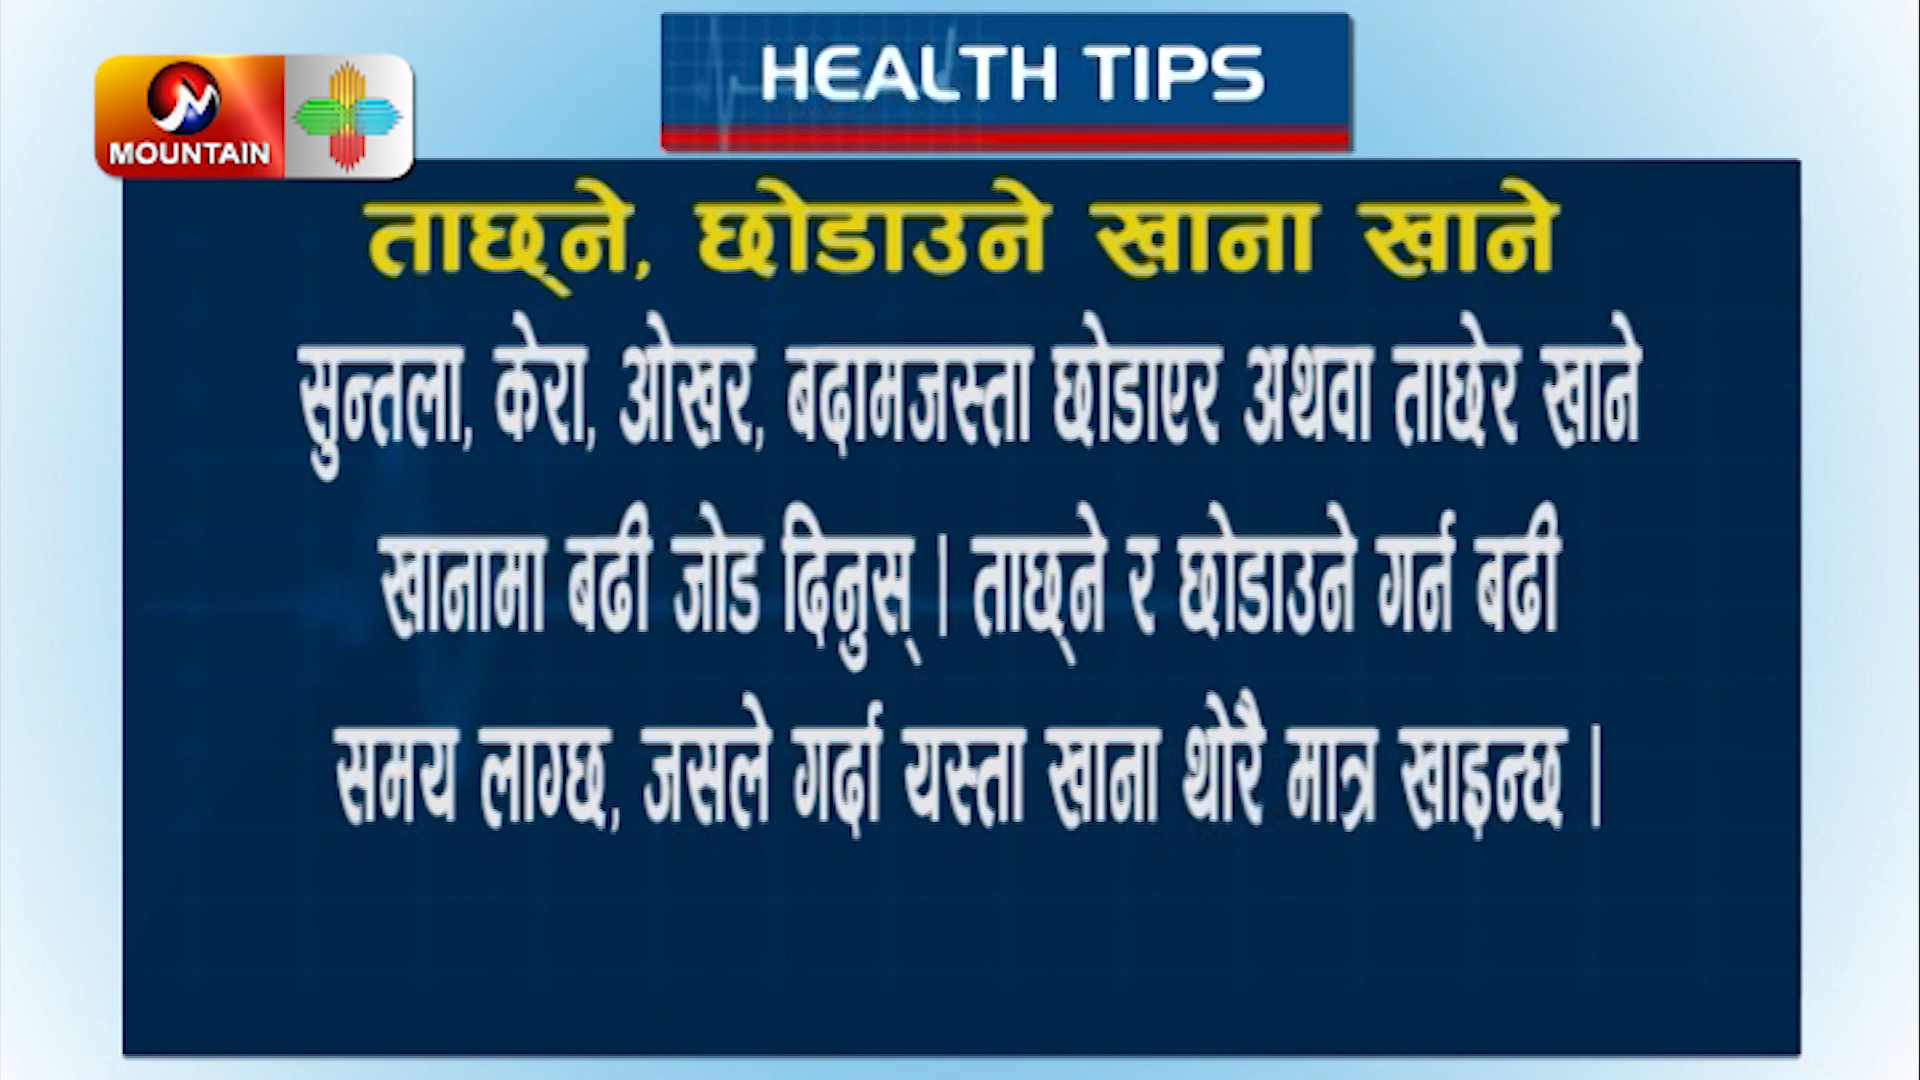 HEALTH TIPS
MOUNTAIN
ताछ्ने, छोडाउने खाना खाने
सुन्तला, केरा, ओखर, बदामजस्ता छोडाएर अथवा ताछेर खाने
खानामा बढी जोड दिनुस् । ताछ्ने र छोडाउने गर्न बढी
समय लाग्छ, जसले गर्दा यस्ता खाना थोरै मात्र खाइन्छ ।